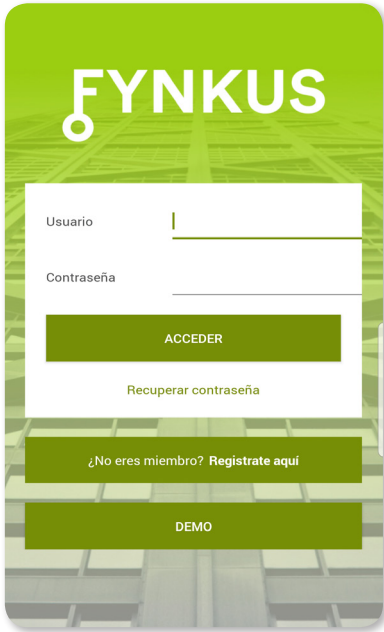 FYNKUS
Usuario
Contraseña
ACCEDER
Recuperar contraseña
¿No eres miembro? Registrate aquí
DEMO